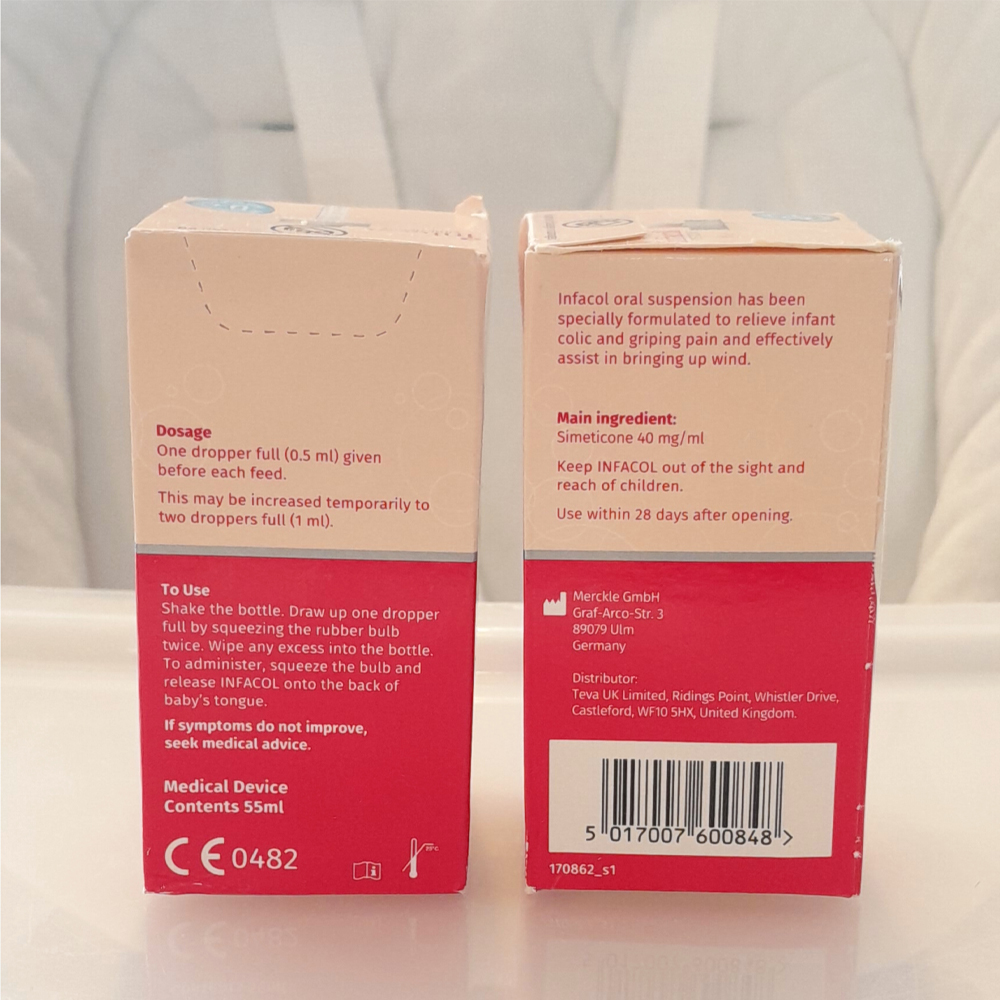 Dosage
One dropper full (0.5 ml) given
before each feed.
This may be increased temporarily to
two droppers full (1 ml).
To Use
Shake the bottle. Draw up one dropper
full by squeezing the rubber bulb
twice. Wipe any excess into the bottle.
To administer, squeeze the bulb and
release INFACOL onto the back of
baby's tongue.
If symptoms do not improve,
seek medical advice.
Medical Device
Contents 55ml
CE 0482
Infacol oral suspension has been
specially formulated to relieve infant
colic and griping pain and effectively
assist in bringing up wind.
Main ingredient:
Simeticone 40 mg/ml
Keep INFACOL out of the sight and
reach of children.
Use within 28 days after opening.
Merckle GmbH
Graf-Arco-Str. 3
89079 Ulm
Germany
Distributor:
Teva UK Limited, Ridings Point, Whistler Drive,
Castleford, WF10 5HX, United Kingdom.
5 017007 600848 >
170862_s1